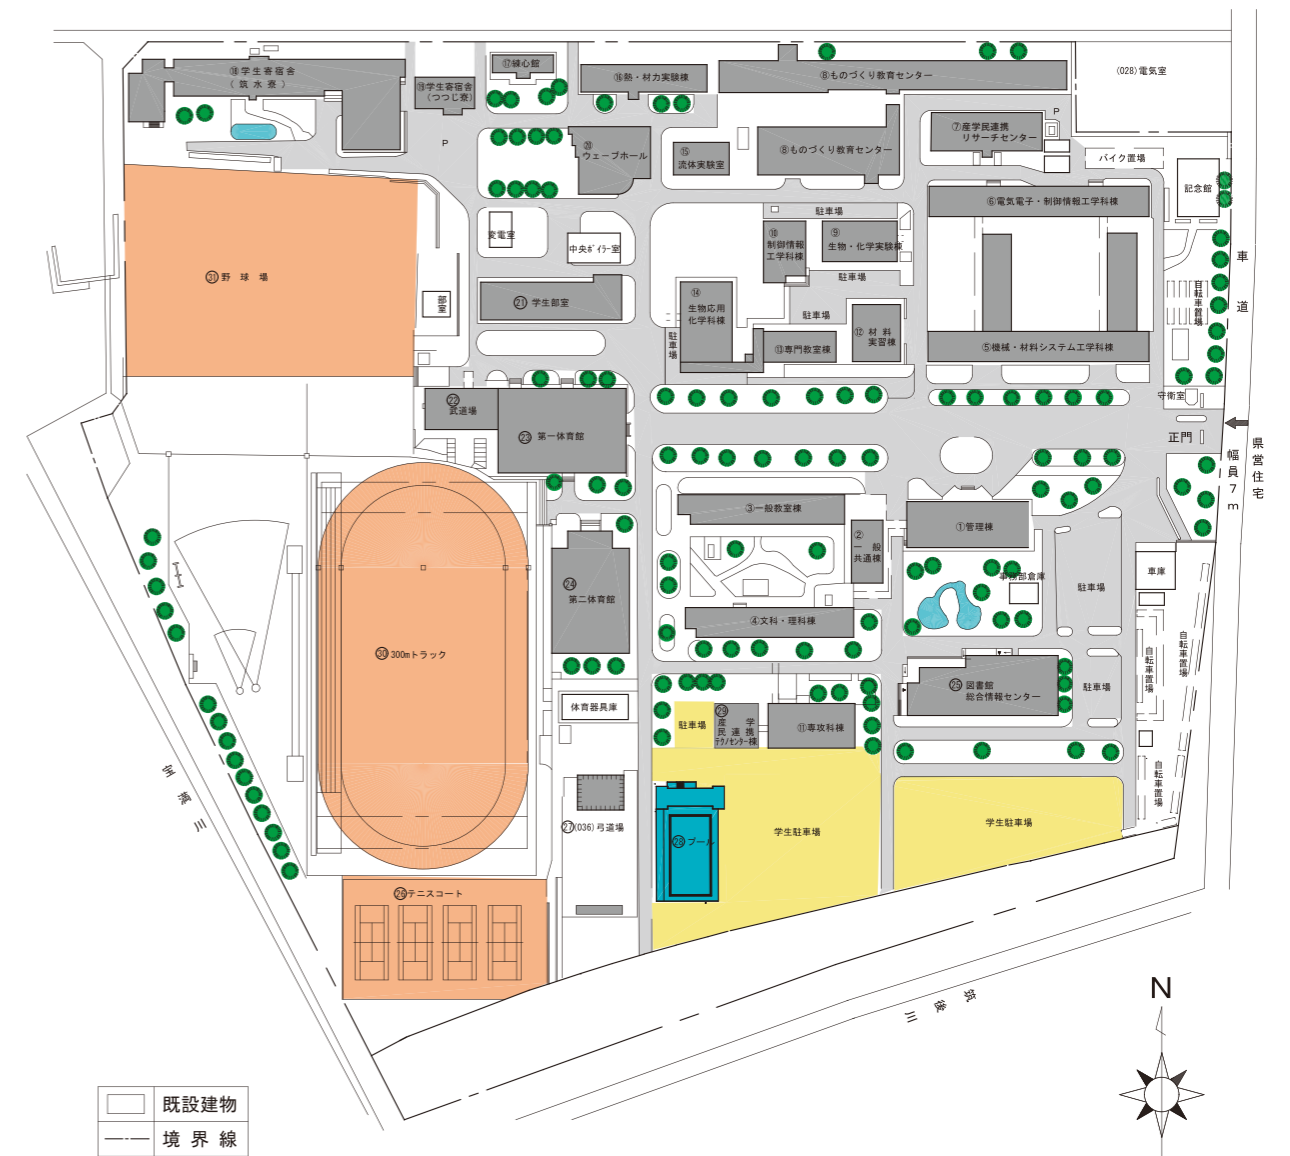 ⑱学生寄宿舎
(筑水寮)
⑲学生寄宿舎
(つつじ寮)
⑰練心館
⑯熱・材力実験棟
⑧ものづくり教育センター
(028)電気室
P
⑦産学民連携
リサーチセンター
P
⑳
ウェーブホール
⑮
流体実験室
⑧ものづくり教育センター
バイク置場
記念館
⑥電気電子・制御情報工学科棟
駐車場
⑩
制御情報
工学科棟
⑨
生物・化学実験棟
変電室
中央ボイラー室
車道
㉛野球場
駐車場
⑭
生物応用
化学科棟
自転車置場
部室
㉑学生部室
駐車場
⑫材料
実習棟
駐車場
⑬専門教室棟
⑤機械・材料システム工学科棟
㉒
武道場
守衛室
㉓第一体育館
正門
県営住宅
幅員7m
③一般教室棟
①管理棟
②
一般
共通棟
㉔
第二体育館
事務部倉庫
駐車場
車庫
④文科・理科棟
㉚300mトラック
自転車置場
自転車置場
㉕図書館
総合情報センター
駐車場
体育器具庫
駐車場
㉙
産学
民連携
テクノセンター棟
⑪専攻科棟
宝満川
自転車置場
㉗(036)弓道場
㉘プール
学生駐車場
学生駐車場
㉖テニスコート
筑後川
N
既設建物
境界線